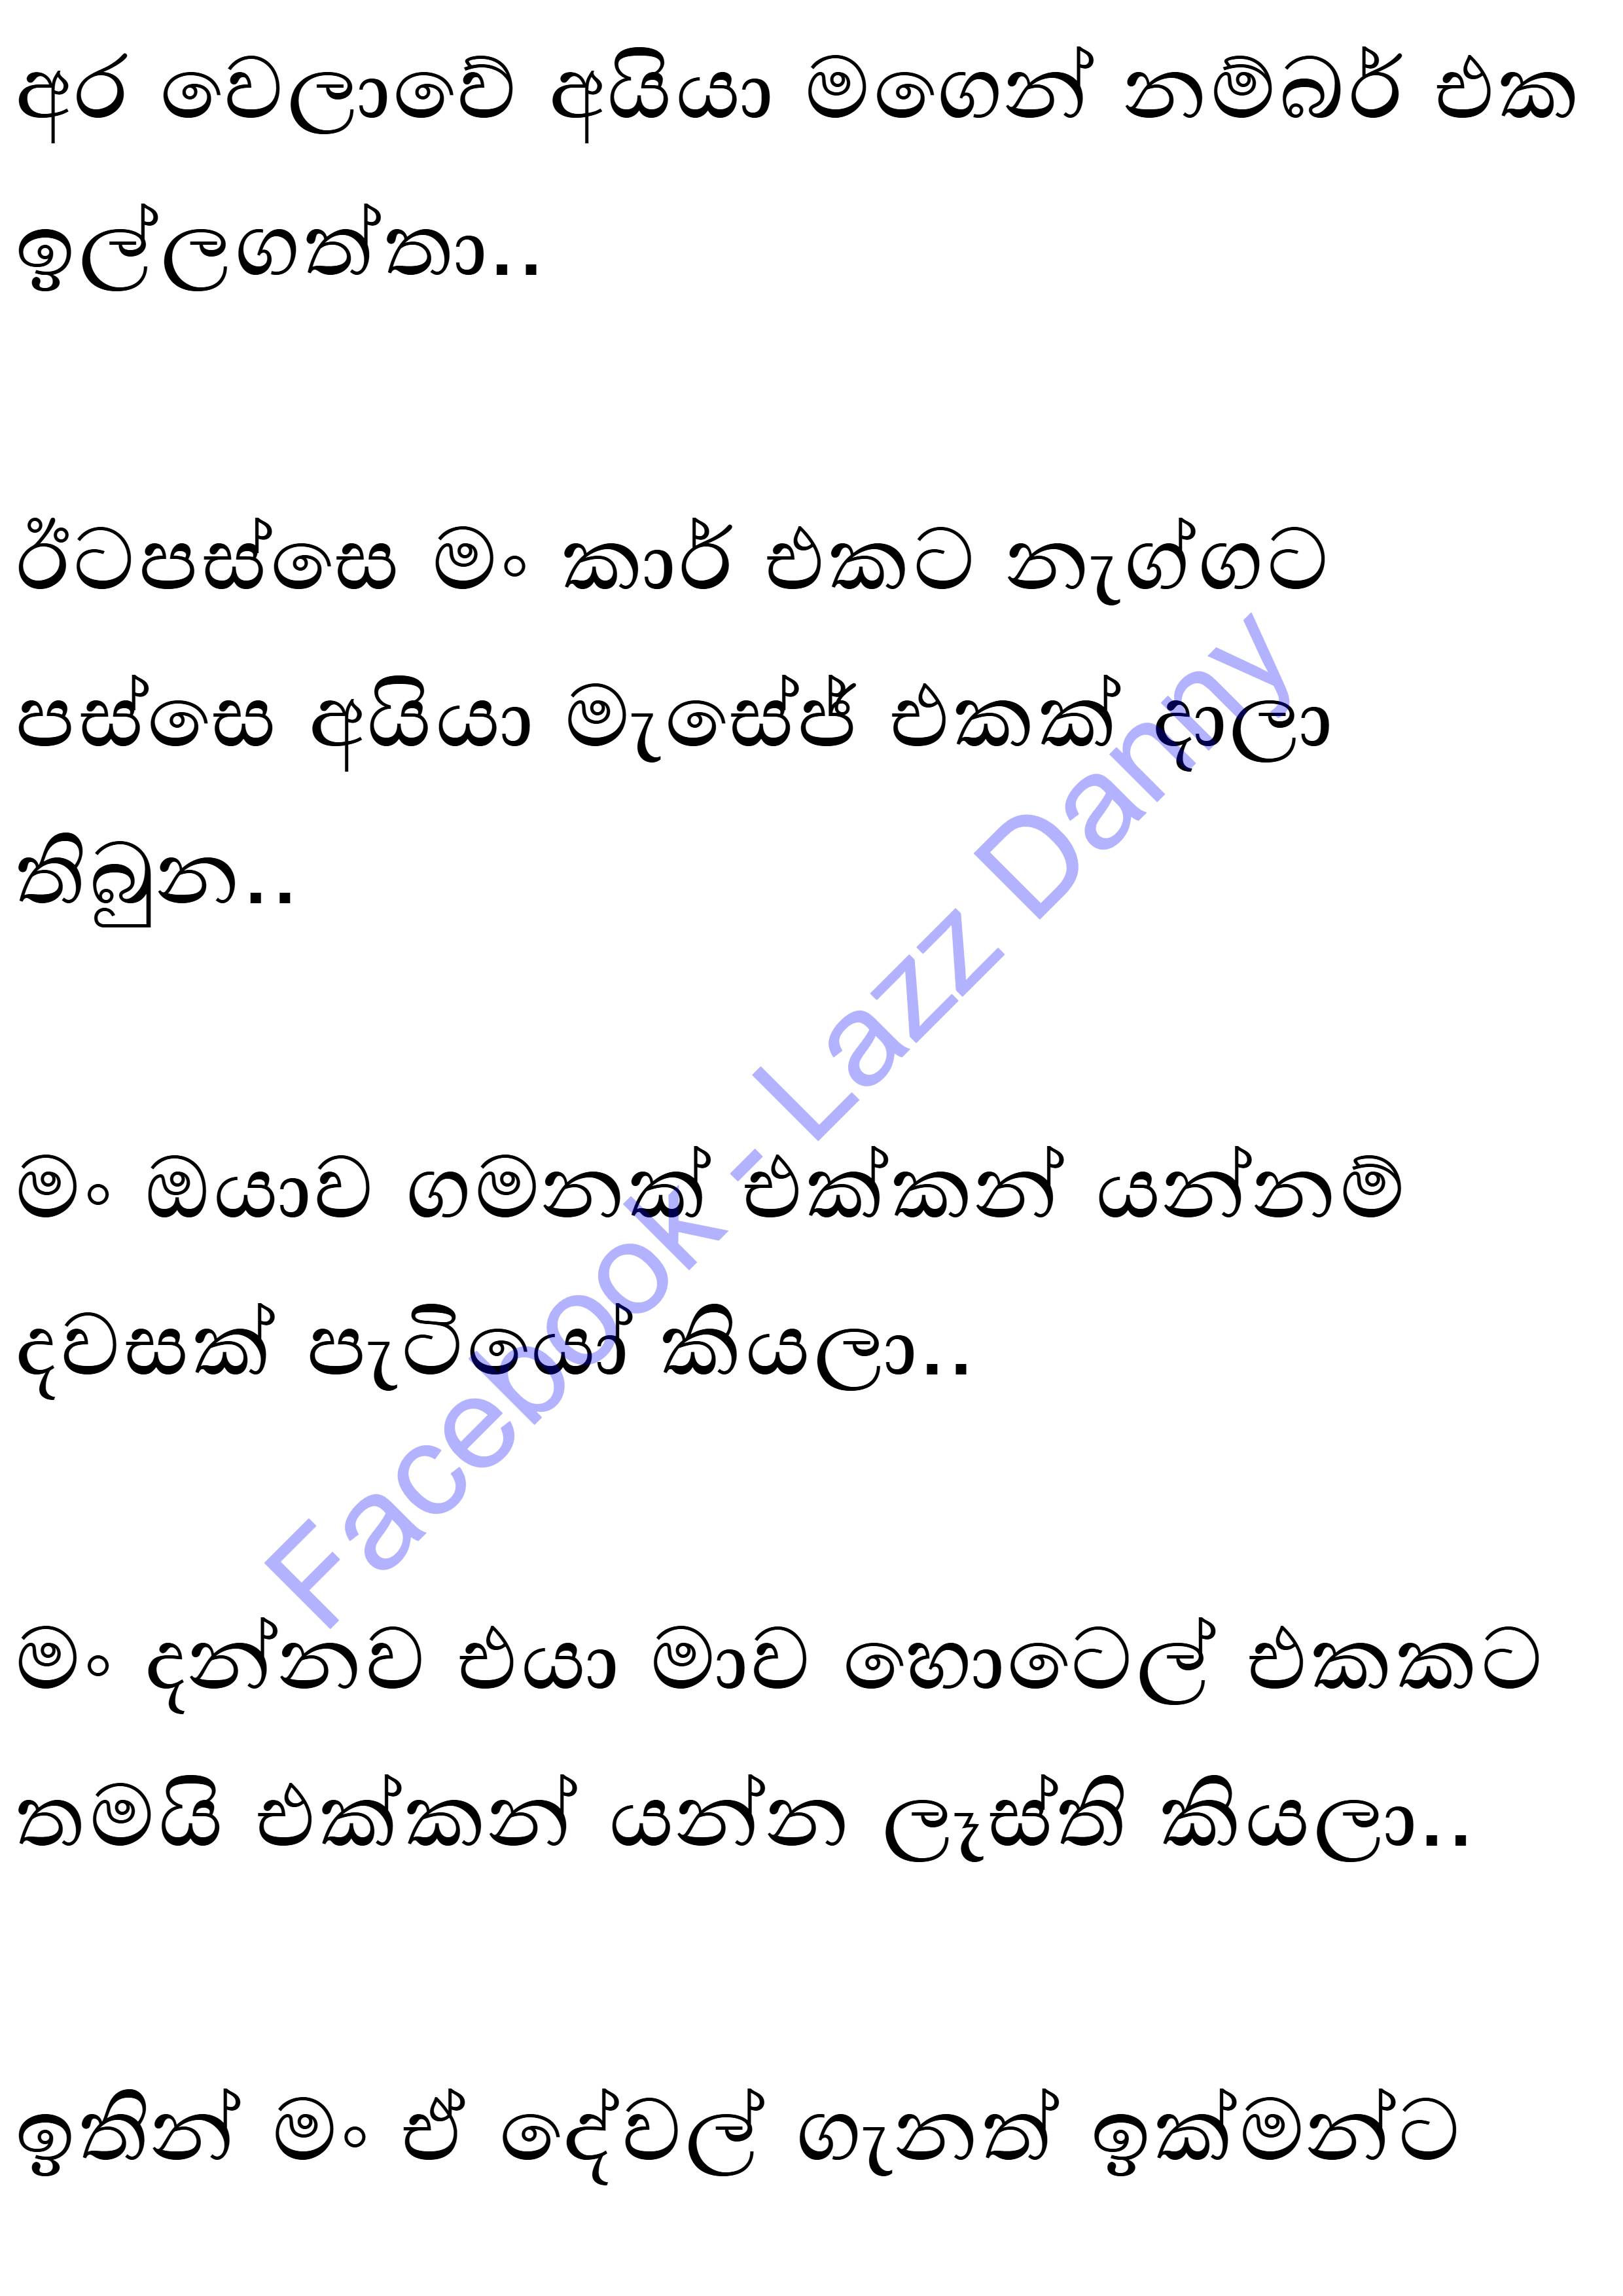 අර වෙලාවේ අයියා මගෙන් නම්බර් එක
ඉල්ලගත්තා..
ඊටපස්සෙ මං කාර් එකට නැග්ගට
පස්සෙ අයියා මැසේජ් එකක් දාලා
තිබුන..
මං ඔයාව ගමනක් එක්කන් යන්නම්
දවසක් පැටියෝ කියලා..
මං දන්නව එයා මාව හොටෙල් එකකට
තමයි එක්කන් යන්න ලෑස්ති කියලා..
ඉතින් මං ඒ දේවල් ගැනත් ඉක්මන්ට
Facebook - Lazz Danny